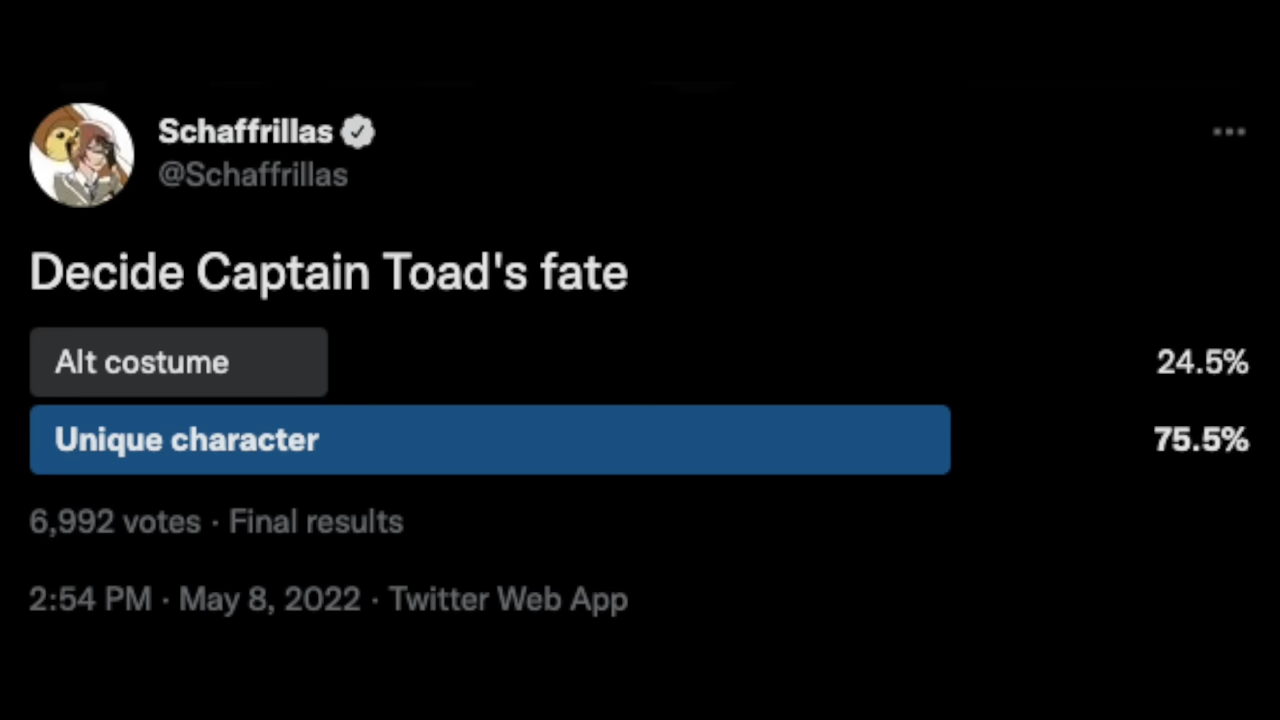 Schaffrillas
@Schaffrillas
Decide Captain Toad's fate
Alt costume 24.5%
Unique character 75.5%
6,992 votes · Final results
2:54 PM · May 8, 2022 · Twitter Web App